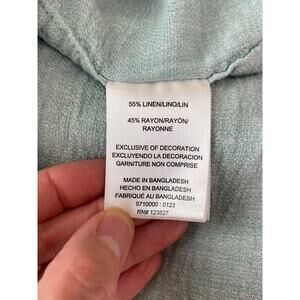 55% LINEN/LINO/LIN
45% RAYON/RAYÓN/
RAYONNE
EXCLUSIVE OF DECORATION
EXCLUYENDO LA DECORACION
GARNITURE NON COMPRISE
MADE IN BANGLADESH
HECHO EN BANGLADESH
FABRIQUÉ AU BANGLADESH
9710000 : 0123
RN# 123827